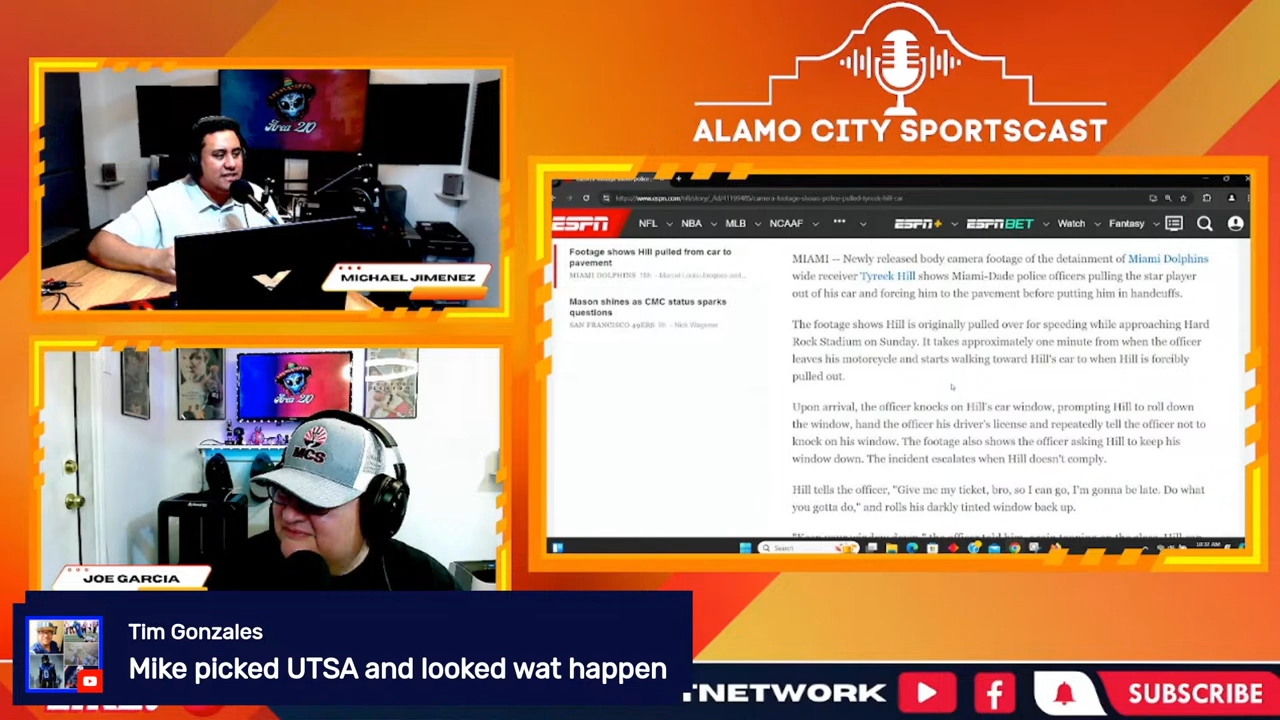 Area 210
MICHAEL JIMENEZ
MCS
JOE GARCIA
ALAMO CITY SPORTSCAST
ESPN
NFL
NBA
MLB
NCAAF
ESPN+
ESPN BET
Watch
Fantasy
Footage shows Hill pulled from car to
pavement
MIAMI DOLPHINS
Mason shines as CMC status sparks
questions
SAN FRANCISCO 49ERS
MIAMI -- Newly released body camera footage of the detainment of Miami Dolphins
wide receiver Tyreek Hill shows Miami-Dade police officers pulling the star player
out of his car and forcing him to the pavement before putting him in handcuffs.
The footage shows Hill is originally pulled over for speeding while approaching Hard
Rock Stadium on Sunday. It takes approximately one minute from when the officer
leaves his motorcycle and starts walking toward Hill's car to when Hill is forcibly
pulled out.
Upon arrival, the officer knocks on Hill's car window, prompting Hill to roll down
the window, hand the officer his driver's license and repeatedly tell the officer not to
knock on his window. The footage also shows the officer asking Hill to keep his
window down. The incident escalates when Hill doesn't comply.
Hill tells the officer, "Give me my ticket, bro, so I can go, I'm gonna be late. Do what
you gotta do," and rolls his darkly tinted window back up.
Search
Tim Gonzales
Mike picked UTSA and looked wat happen
TNETWORK
SUBSCRIBE